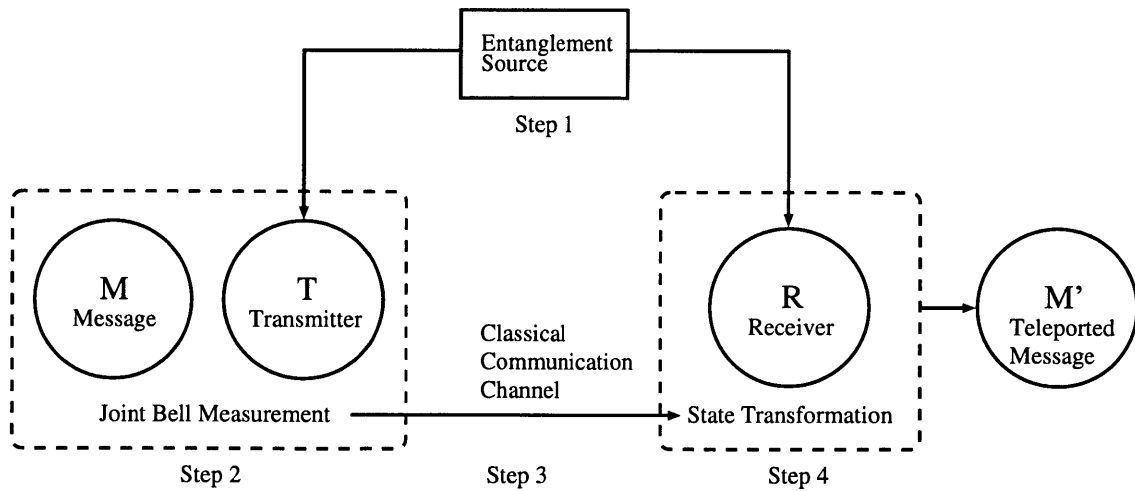 Entanglement
Source
Step 1
M
Message
T
Transmitter
Joint Bell Measurement
Step 2
Classical
Communication
Channel
Step 3
R
Receiver
State Transformation
Step 4
M'
Teleported
Message